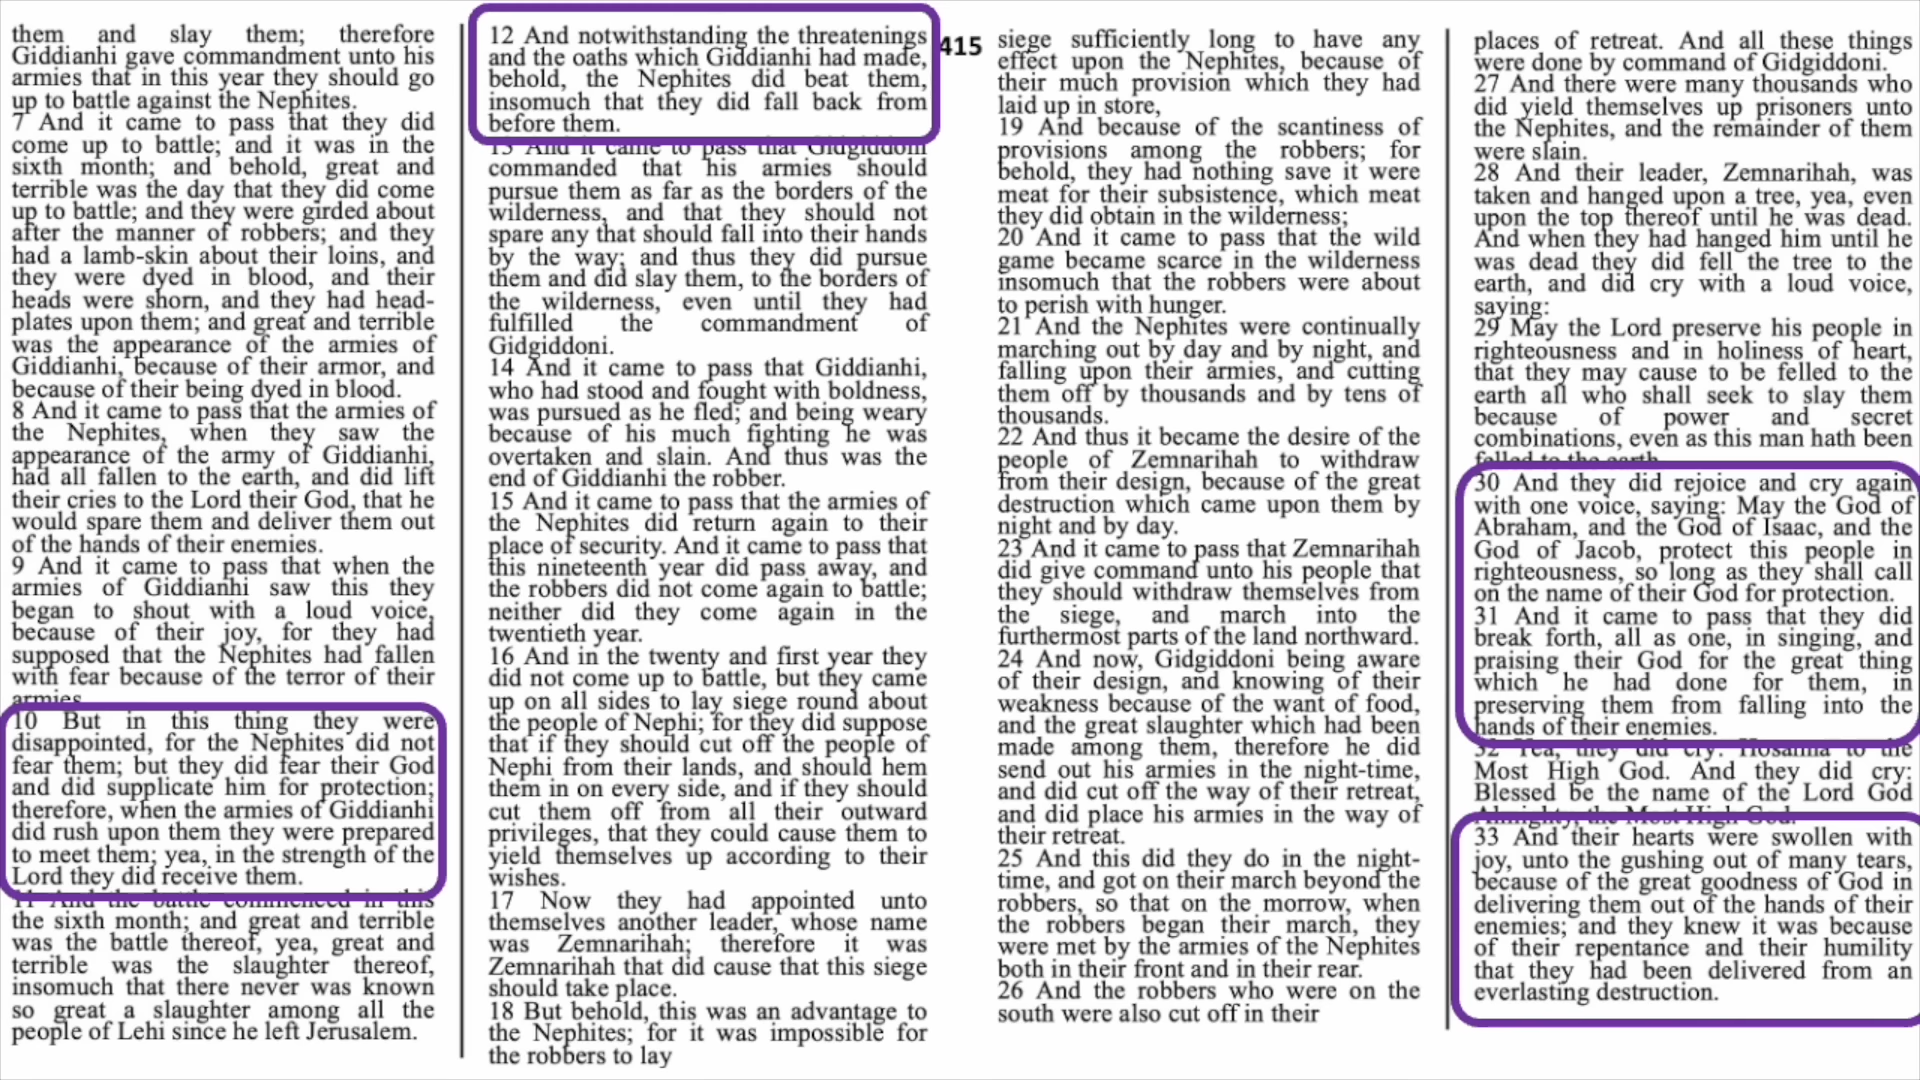 them and slay them; therefore
Giddianhi gave commandment unto his
armies that in this year they should go
up to battle against the Nephites.
7 And it came to pass that they did
come up to battle; and it was in the
sixth month; and behold, great and
terrible was the day that they did come
up to battle; and they were girded about
after the manner of robbers; and they
had a lamb-skin about their loins, and
they were dyed in blood, and their
heads were shorn, and they had head-
plates upon them; and great and terrible
was the appearance of the armies of
Giddianhi, because of their armor, and
because of their being dyed in blood.
8 And it came to pass that the armies of
the Nephites, when they saw the
appearance of the army of Giddianhi,
had all fallen to the earth, and did lift
their cries to the Lord their God, that he
would spare them and deliver them out
of the hands of their enemies.
9 And it came to pass that when the
armies of Giddianhi saw this they
began to shout with a loud voice,
because of their joy, for they had
supposed that the Nephites had fallen
with fear because of the terror of their
armies.
10 But in this thing they were
disappointed, for the Nephites did not
fear them; but they did fear their God
and did supplicate him for protection;
therefore, when the armies of Giddianhi
did rush upon them they were prepared
to meet them; yea, in the strength of the
Lord they did receive them.
11 And the battle commenced in this
the sixth month; and great and terrible
was the battle thereof, yea, great and
terrible was the slaughter thereof,
insomuch that there never was known
so great a slaughter among all the
people of Lehi since he left Jerusalem.
12 And notwithstanding the threatenings
and the oaths which Giddianhi had made,
behold, the Nephites did beat them,
insomuch that they did fall back from
before them.
13 And it came to pass that Gidgiddoni
commanded that his armies should
pursue them as far as the borders of the
wilderness, and that they should not
spare any that should fall into their hands
by the way; and thus they did pursue
them and did slay them, to the borders of
the wilderness, even until they had
fulfilled the commandment of
Gidgiddoni.
14 And it came to pass that Giddianhi,
who had stood and fought with boldness,
was pursued as he fled; and being weary
because of his much fighting he was
overtaken and slain. And thus was the
end of Giddianhi the robber.
15 And it came to pass that the armies of
the Nephites did return again to their
place of security. And it came to pass that
this nineteenth year did pass away, and
the robbers did not come again to battle;
neither did they come again in the
twentieth year.
16 And in the twenty and first year they
did not come up to battle, but they came
up on all sides to lay siege round about
the people of Nephi; for they did suppose
that if they should cut off the people of
Nephi from their lands, and should hem
them in on every side, and if they should
cut them off from all their outward
privileges, that they could cause them to
yield themselves up according to their
wishes.
17 Now they had appointed unto
themselves another leader, whose name
was Zemnarihah; therefore it was
Zemnarihah that did cause that this siege
should take place.
18 But behold, this was an advantage to
the Nephites; for it was impossible for
the robbers to lay
415
siege sufficiently long to have any
effect upon the Nephites, because of
their much provision which they had
laid up in store,
19 And because of the scantiness of
provisions among the robbers; for
behold, they had nothing save it were
meat for their subsistence, which meat
they did obtain in the wilderness;
20 And it came to pass that the wild
game became scarce in the wilderness
insomuch that the robbers were about
to perish with hunger.
21 And the Nephites were continually
marching out by day and by night, and
falling upon their armies, and cutting
them off by thousands and by tens of
thousands.
22 And thus it became the desire of the
people of Zemnarihah to withdraw
from their design, because of the great
destruction which came upon them by
night and by day.
23 And it came to pass that Zemnarihah
did give command unto his people that
they should withdraw themselves from
the siege, and march into the
furthermost parts of the land northward.
24 And now, Gidgiddoni being aware
of their design, and knowing of their
weakness because of the want of food,
and the great slaughter which had been
made among them, therefore he did
send out his armies in the night-time,
and did cut off the way of their retreat,
and did place his armies in the way of
their retreat.
25 And this did they do in the night-
time, and got on their march beyond the
robbers, so that on the morrow, when
the robbers began their march, they
were met by the armies of the Nephites
both in their front and in their rear.
26 And the robbers who were on the
south were also cut off in their
places of retreat. And all these things
were done by command of Gidgiddoni.
27 And there were many thousands who
did yield themselves up prisoners unto
the Nephites, and the remainder of them
were slain.
28 And their leader, Zemnarihah, was
taken and hanged upon a tree, yea, even
upon the top thereof until he was dead.
And when they had hanged him until he
was dead they did fell the tree to the
earth, and did cry with a loud voice,
saying:
29 May the Lord preserve his people in
righteousness and in holiness of heart,
that they may cause to be felled to the
earth all who shall seek to slay them
because of power and secret
combinations, even as this man hath been
felled to the earth.
30 And they did rejoice and cry again
with one voice, saying: May the God of
Abraham, and the God of Isaac, and the
God of Jacob, protect this people in
righteousness, so long as they shall call
on the name of their God for protection.
31 And it came to pass that they did
break forth, all as one, in singing, and
praising their God for the great thing
which he had done for them, in
preserving them from falling into the
hands of their enemies.
32 Yea, they did cry: Hosanna to the
Most High God. And they did cry:
Blessed be the name of the Lord God
Almighty, the Most High God.
33 And their hearts were swollen with
joy, unto the gushing out of many tears,
because of the great goodness of God in
delivering them out of the hands of their
enemies; and they knew it was because
of their repentance and their humility
that they had been delivered from an
everlasting destruction.